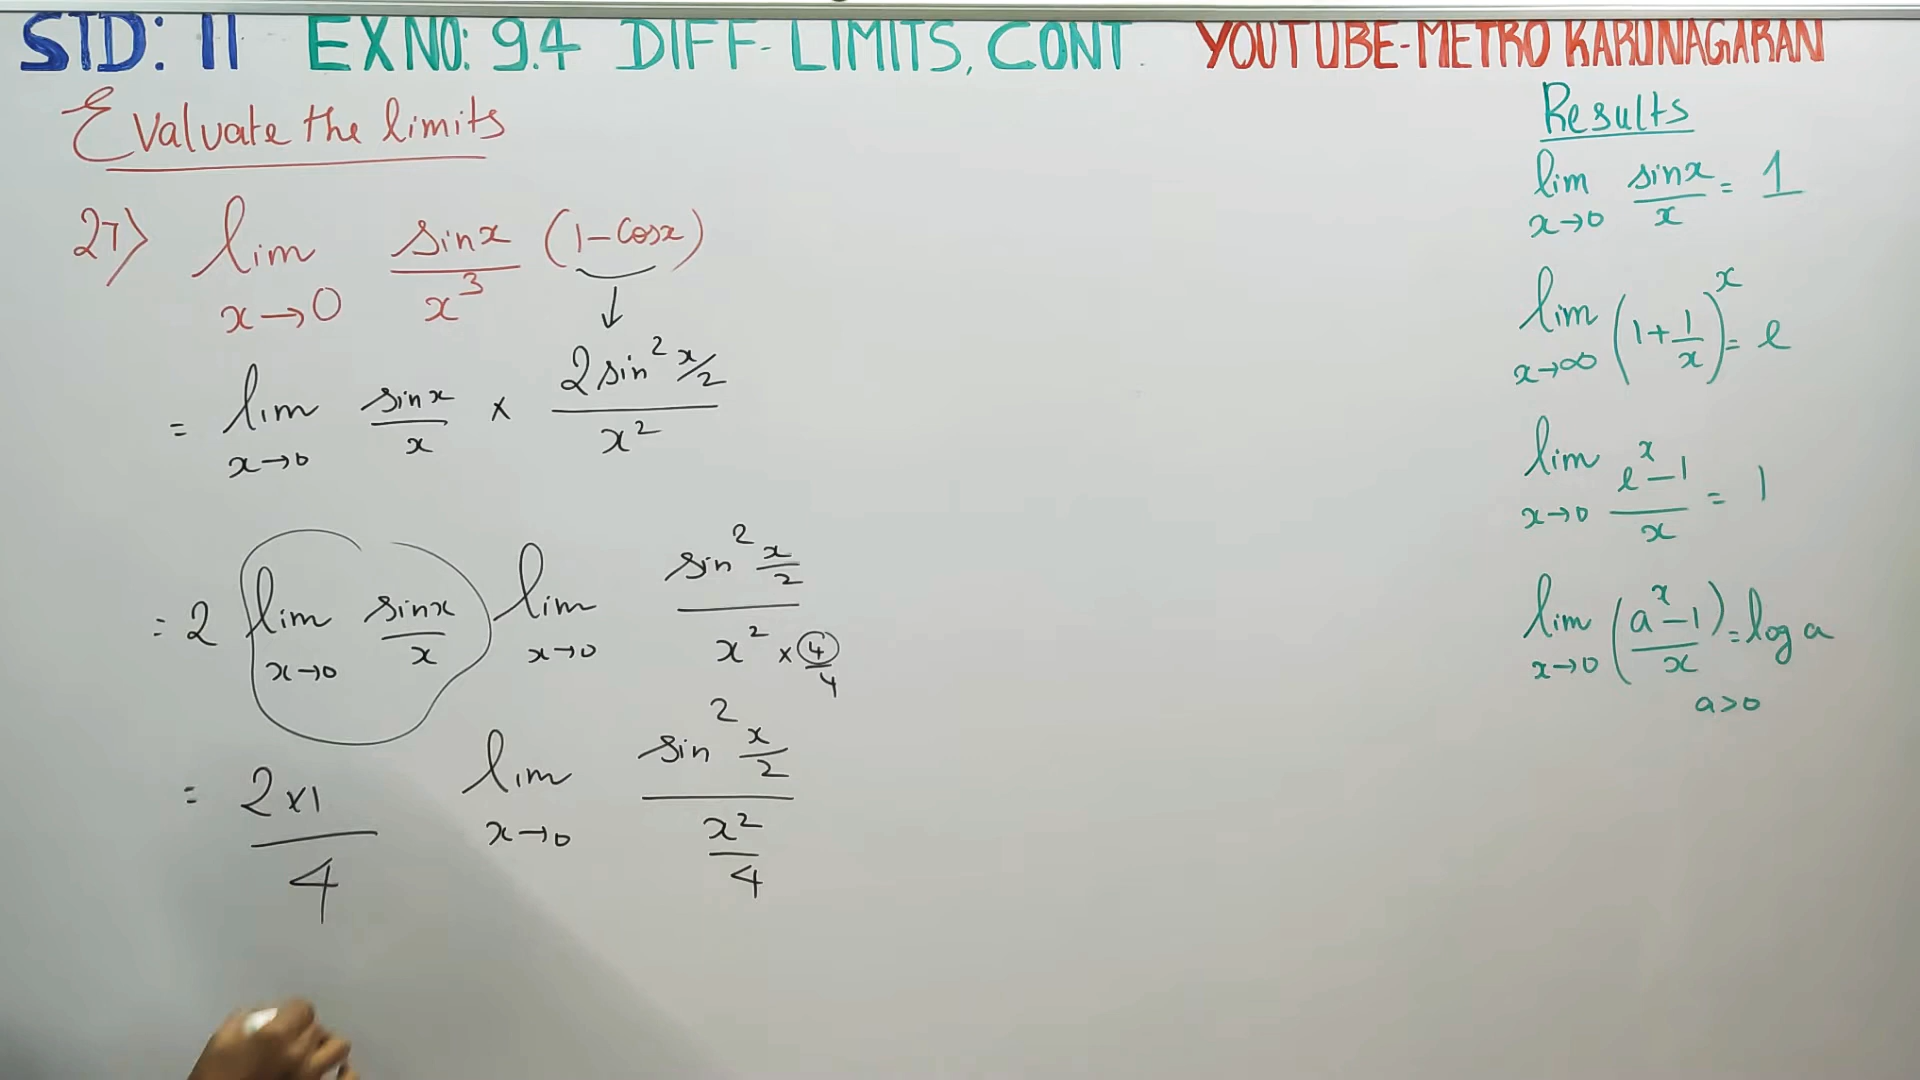 STD: 11 EX NO: 9.4 DIFF- LIMITS, CONT. YOUTUBE-METRO KARUNAGARAN
Evaluate the limits
27) lim x→0 sinx/x³ (1-cosx)
↓
= lim x→0 sinx/x × 2sin² x/2 / x²
= 2 lim x→0 sinx/x lim x→0 sin² x/2 / x² × 4/4
= 2×1/4 lim x→0 sin² x/2 / x²/4
Results
lim x→0 sinx/x = 1
lim x→∞ (1+1/x)^x = e
lim x→0 e^x-1/x = 1
lim x→0 (a^x-1/x) = log a
a>0